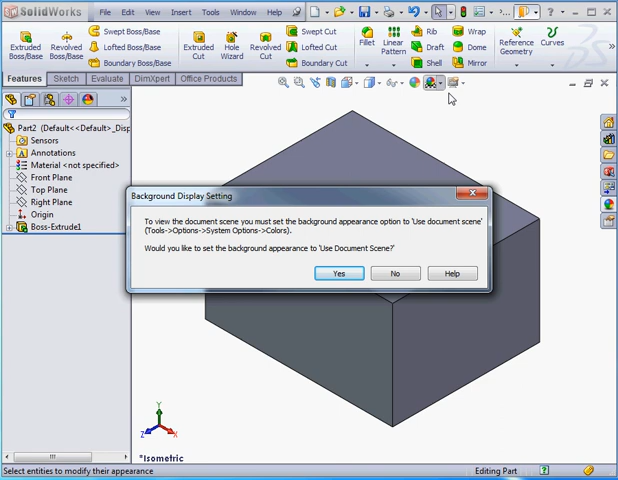 SolidWorks
File Edit View Insert Tools Window Help
Extruded Boss/Base
Revolved Boss/Base
Swept Boss/Base
Lofted Boss/Base
Boundary Boss/Base
Extruded Cut
Hole Wizard
Revolved Cut
Swept Cut
Lofted Cut
Boundary Cut
Fillet
Linear Pattern
Rib
Draft
Shell
Wrap
Dome
Mirror
Reference Geometry
Curves
Features Sketch Evaluate DimXpert Office Products
Part2 (Default<<Default>_Disp
Sensors
Annotations
Material <not specified>
Front Plane
Top Plane
Right Plane
Origin
Boss-Extrude1
Background Display Setting
To view the document scene you must set the background appearance option to 'Use document scene'
(Tools->Options->System Options->Colors).
Would you like to set the background appearance to 'Use Document Scene?'
Yes No Help
Y
Z X
*Isometric
Select entities to modify their appearance
Editing Part